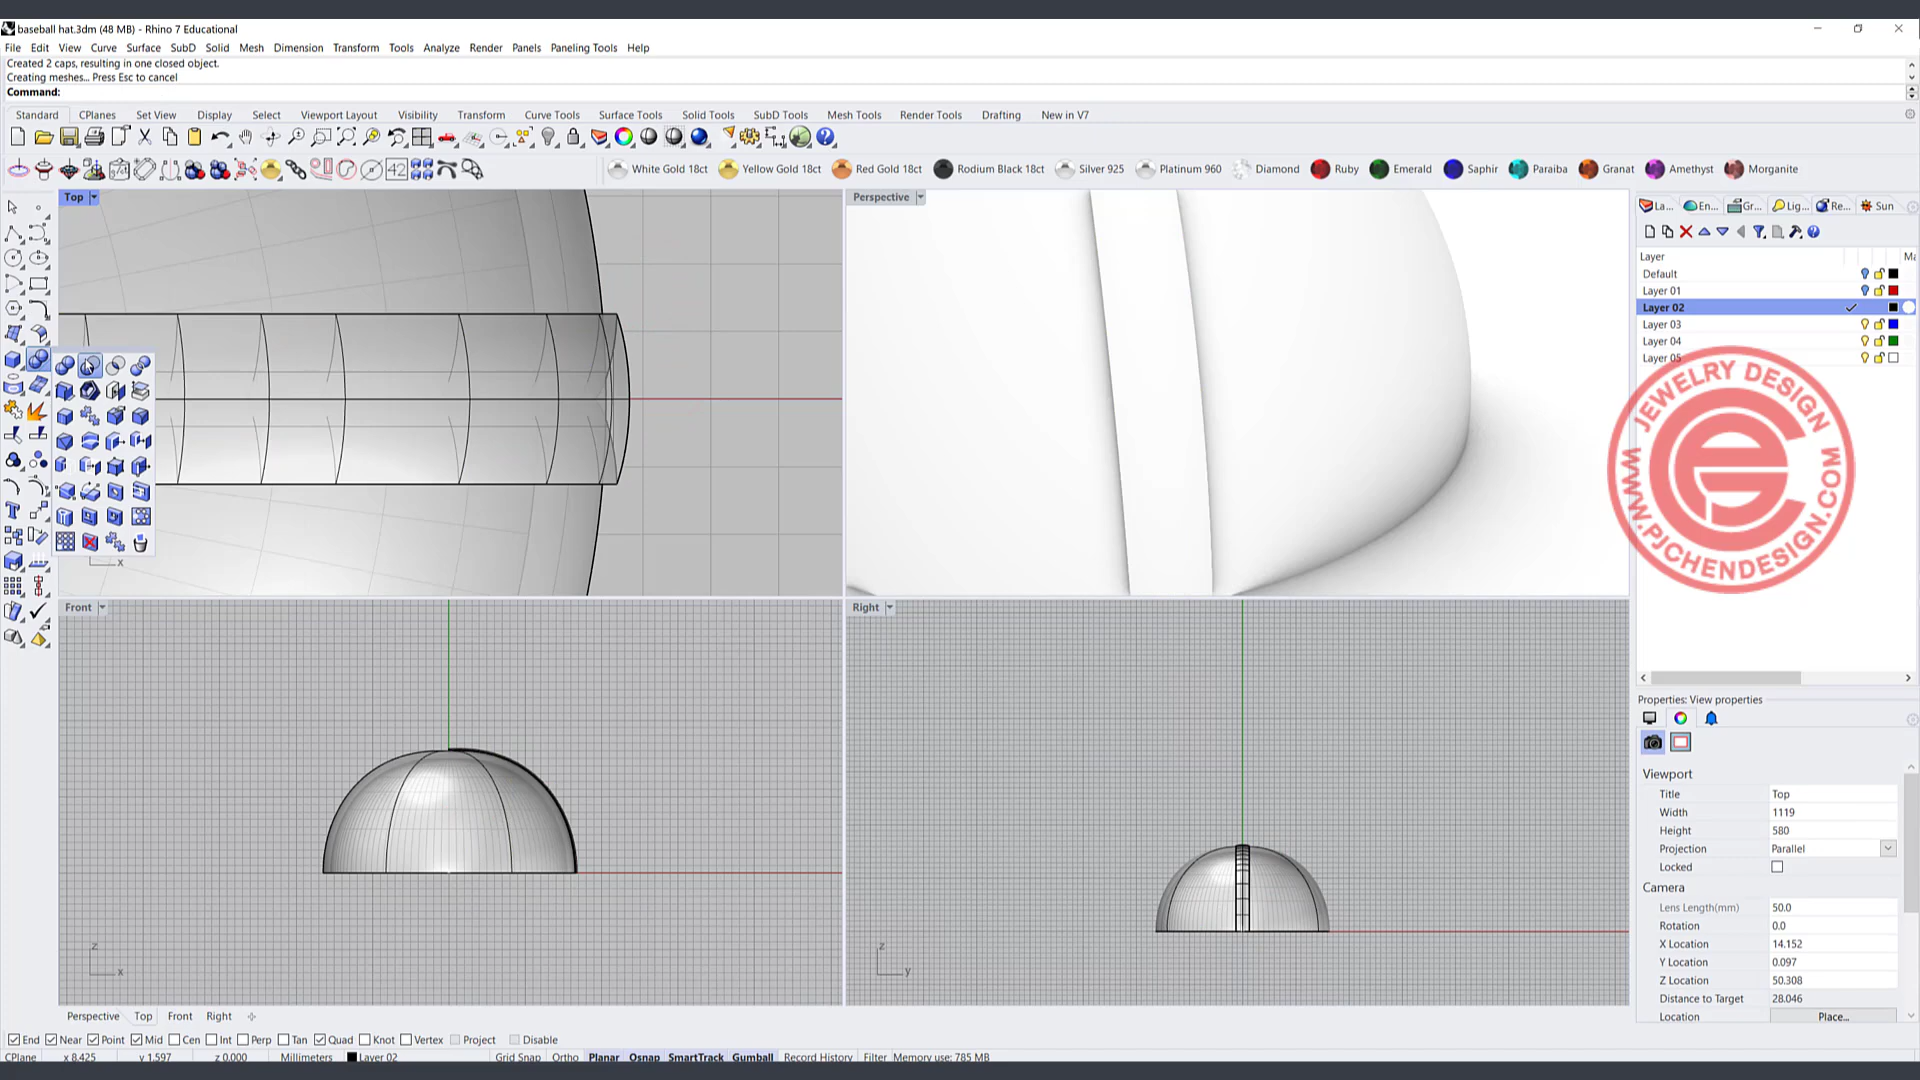 baseball hat.3dm (48 MB) - Rhino 7 Educational
File Edit View Curve Surface SubD Solid Mesh Dimension Transform Tools Analyze Render Panels Paneling Tools Help
Created 2 caps, resulting in one closed object.
Creating meshes... Press Esc to cancel
Command:
Standard CPlanes Set View Display Select Viewport Layout Visibility Transform Curve Tools Surface Tools Solid Tools SubD Tools Mesh Tools Render Tools Drafting New in V7
White Gold 18ct Yellow Gold 18ct Red Gold 18ct Rodium Black 18ct Silver 925 Platinum 960 Diamond Ruby Emerald Saphir Paraiba Granat Amethyst Morganite
Top
Perspective
La... En... Gr... Lig... Re... Sun
Layer
Default
Layer 01
Layer 02
Layer 03
Layer 04
Layer 05
JEWELRY DESIGN
WWW.PJCHENDESIGN.COM
x
Front
Right
z
x
z
y
Properties: View properties
Viewport
Title Top
Width 1119
Height 580
Projection Parallel
Locked
Camera
Lens Length(mm) 50.0
Rotation 0.0
X Location 14.152
Y Location 0.097
Z Location 50.308
Distance to Target 28.046
Location Place...
Perspective Top Front Right
End Near Point Mid Cen Int Perp Tan Quad Knot Vertex Project Disable
CPlane x 8.425 y 1.597 z 0.000 Millimeters Layer 02 Grid Snap Ortho Planar Osnap SmartTrack Gumball Record History Filter Memory use: 785 MB